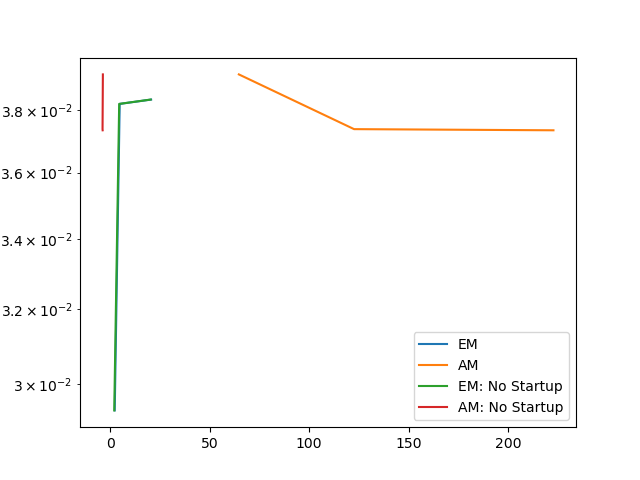 3.8 × 10⁻²
3.6 × 10⁻²
3.4 × 10⁻²
3.2 × 10⁻²
3 × 10⁻²
0 50 100 150 200
EM
AM
EM: No Startup
AM: No Startup